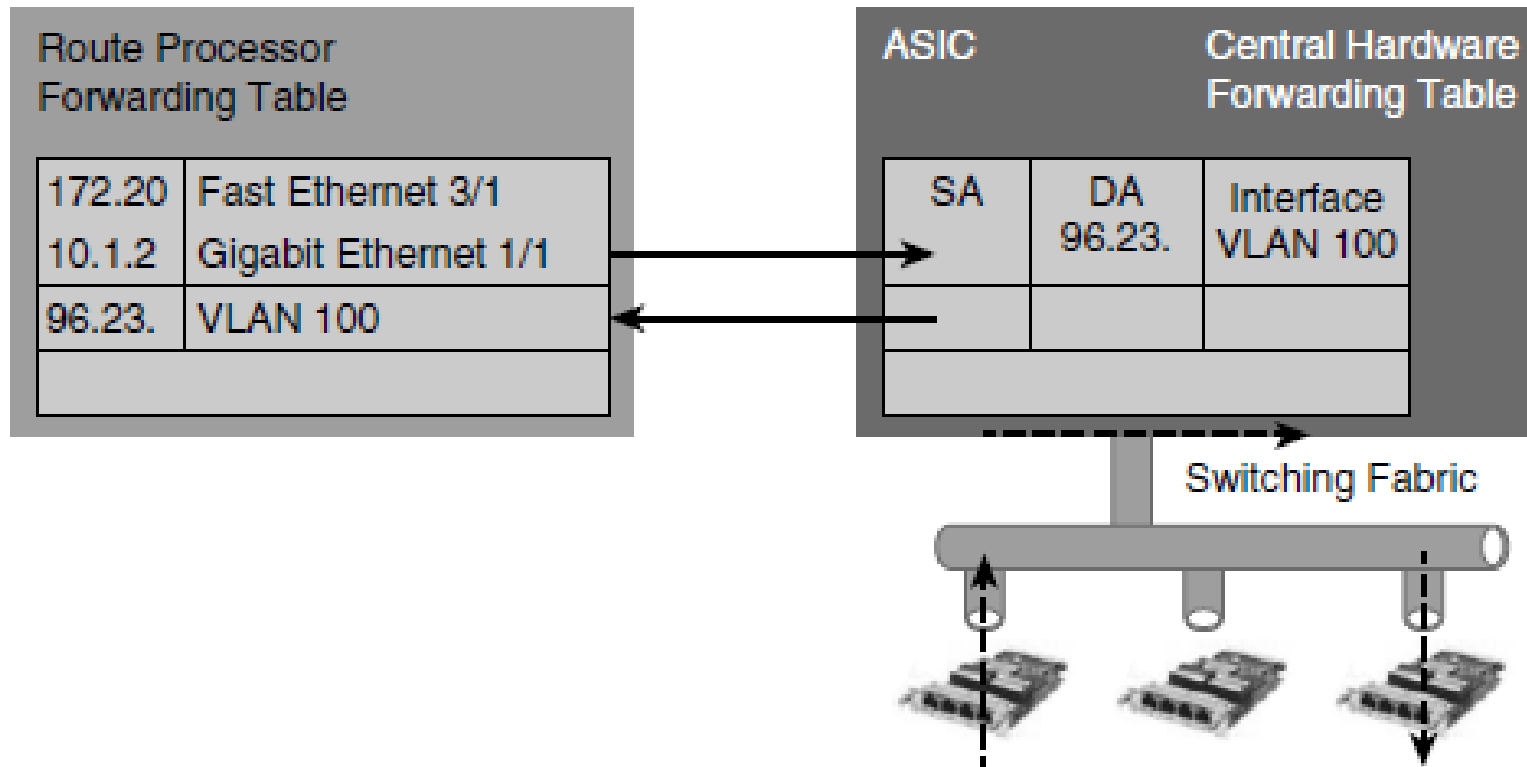 Route Processor
Forwarding Table
172.20 Fast Ethernet 3/1
10.1.2 Gigabit Ethernet 1/1
96.23. VLAN 100
ASIC
Central Hardware
Forwarding Table
SA
DA
96.23.
Interface
VLAN 100
Switching Fabric